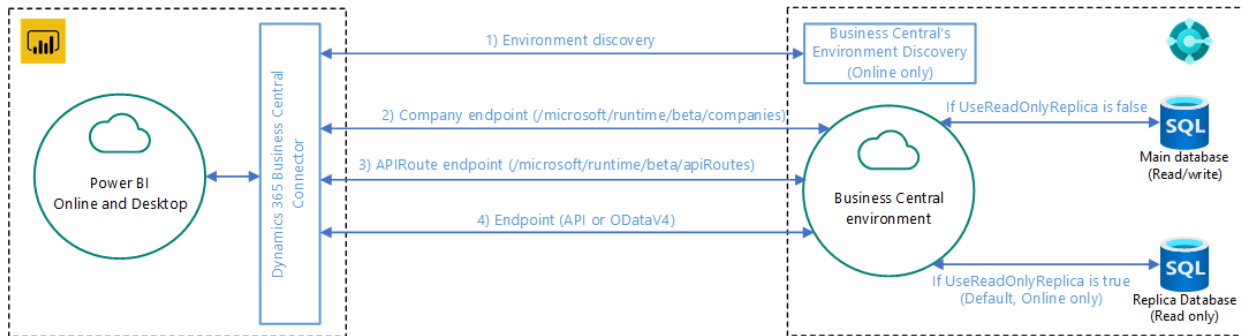 1) Environment discovery
Business Central's
Environment Discovery
(Online only)
Power BI
Online and Desktop
Dynamics 365 Business Central
Connector
2) Company endpoint (/microsoft/runtime/beta/companies)
3) APIRoute endpoint (/microsoft/runtime/beta/apiRoutes)
4) Endpoint (API or ODataV4)
Business Central
environment
If UseReadOnlyReplica is false
SQL
Main database
(Read/write)
If UseReadOnlyReplica is true
(Default, Online only)
SQL
Replica Database
(Read only)